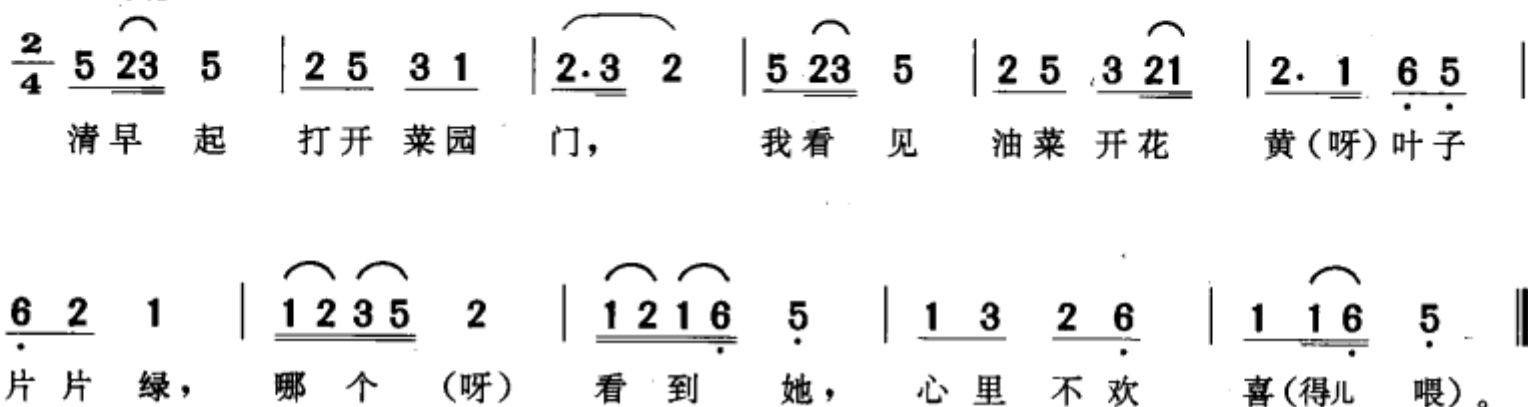 2/4 5 23 5 | 2 5 3 1 | 2·3 2 | 5 23 5 | 2 5 3 21 | 2· 1 6̣ 5̣ |
清早 起 打开 菜园 门， 我看 见 油菜 开花 黄（呀）叶子
6̣ 2 1 | 1 2 3 5 2 | 1 2 1 6̣ 5̣ | 1 3 2 6̣ | 1 1 6̣ 5̣ ‖
片片 绿， 哪个 （呀） 看到 她， 心里 不欢 喜（得儿 喂）。